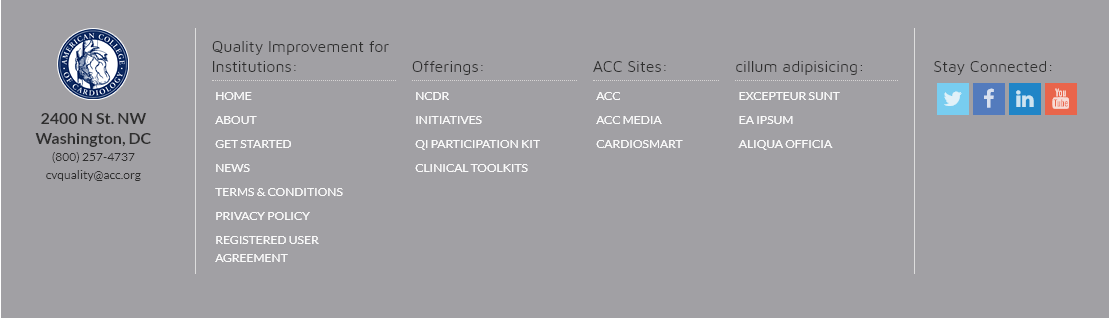 AMERICAN COLLEGE OF CARDIOLOGY
2400 N St. NW
Washington, DC
(800) 257-4737
cvquality@acc.org
Quality Improvement for
Institutions:
HOME
ABOUT
GET STARTED
NEWS
TERMS & CONDITIONS
PRIVACY POLICY
REGISTERED USER
AGREEMENT
Offerings:
NCDR
INITIATIVES
QI PARTICIPATION KIT
CLINICAL TOOLKITS
ACC Sites:
ACC
ACC MEDIA
CARDIOSMART
cillum adipisicing:
EXCEPTEUR SUNT
EA IPSUM
ALIQUA OFFICIA
Stay Connected:
f
in
You
Tube